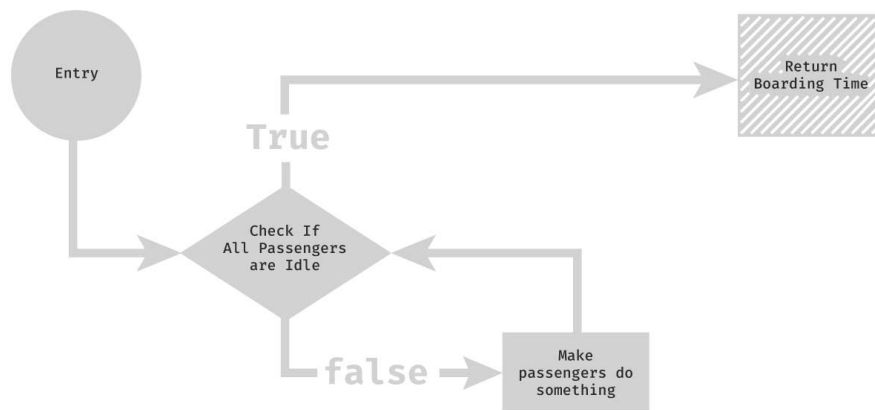 Entry
Return
Boarding Time
True
Check If
All Passengers
are Idle
false
Make
passengers do
something